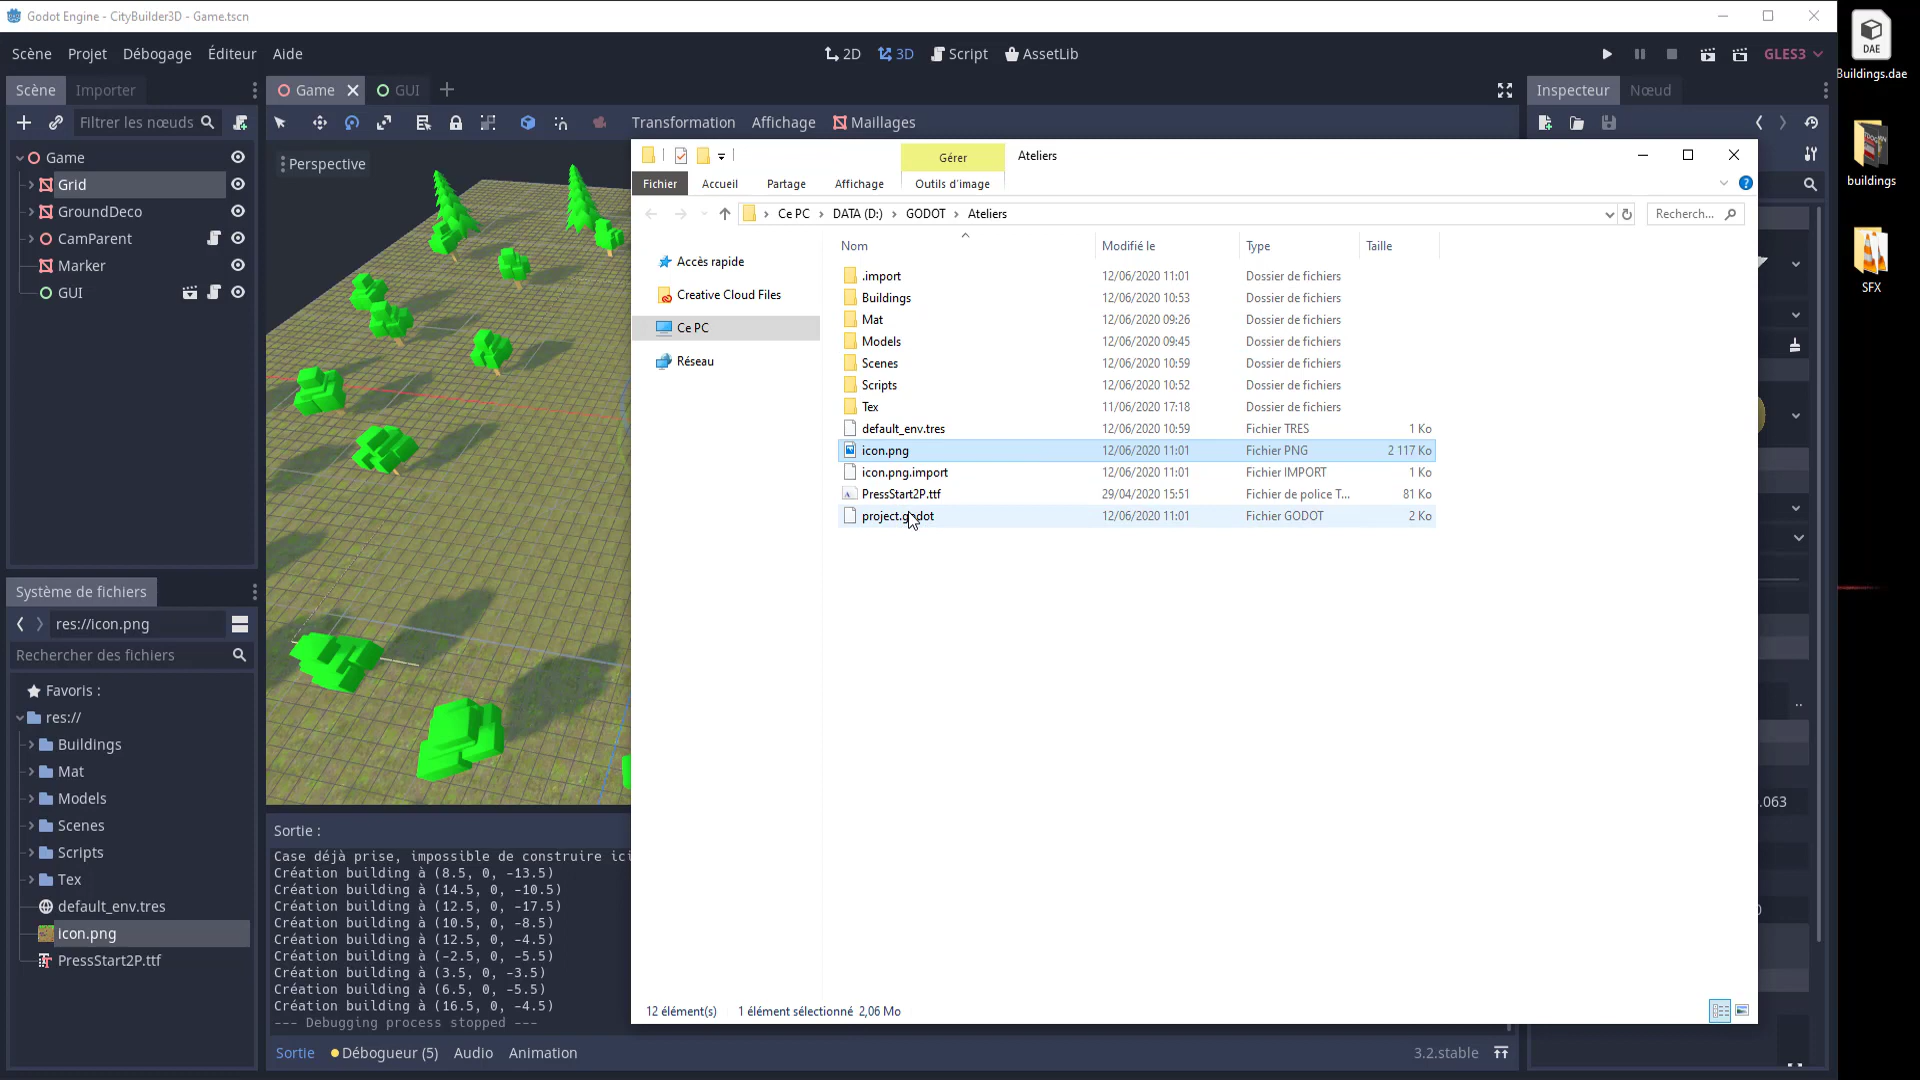 Godot Engine - CityBuilder3D - Game.tscn
Scène Projet Débogage Éditeur Aide
2D 3D Script AssetLib
GLES3
Scène Importer
Filtrer les nœuds
Game
Grid
GroundDeco
CamParent
Marker
GUI
Système de fichiers
res://icon.png
Rechercher des fichiers
Favoris :
res://
Buildings
Mat
Models
Scenes
Scripts
Tex
default_env.tres
icon.png
PressStart2P.ttf
Game GUI
Transformation Affichage Maillages
Perspective
Sortie :
Case déjà prise, impossible de construire ici
Création building à (8.5, 0, -13.5)
Création building à (14.5, 0, -10.5)
Création building à (12.5, 0, -17.5)
Création building à (10.5, 0, -8.5)
Création building à (12.5, 0, -4.5)
Création building à (-2.5, 0, -5.5)
Création building à (3.5, 0, -3.5)
Création building à (6.5, 0, -5.5)
Création building à (16.5, 0, -4.5)
--- Debugging process stopped ---
Sortie Débogueur (5) Audio Animation
3.2.stable
Gérer Ateliers
Fichier Accueil Partage Affichage Outils d'image
Ce PC DATA (D:) GODOT Ateliers
Recherch...
Accès rapide
Creative Cloud Files
Ce PC
Réseau
Nom Modifié le Type Taille
.import 12/06/2020 11:01 Dossier de fichiers
Buildings 12/06/2020 10:53 Dossier de fichiers
Mat 12/06/2020 09:26 Dossier de fichiers
Models 12/06/2020 09:45 Dossier de fichiers
Scenes 12/06/2020 10:59 Dossier de fichiers
Scripts 12/06/2020 10:52 Dossier de fichiers
Tex 11/06/2020 17:18 Dossier de fichiers
default_env.tres 12/06/2020 10:59 Fichier TRES 1 Ko
icon.png 12/06/2020 11:01 Fichier PNG 2 117 Ko
icon.png.import 12/06/2020 11:01 Fichier IMPORT 1 Ko
PressStart2P.ttf 29/04/2020 15:51 Fichier de police T... 81 Ko
project.godot 12/06/2020 11:01 Fichier GODOT 2 Ko
12 élément(s) 1 élément sélectionné 2,06 Mo
Inspecteur Nœud
.063
DAE
Buildings.dae
buildings
SFX